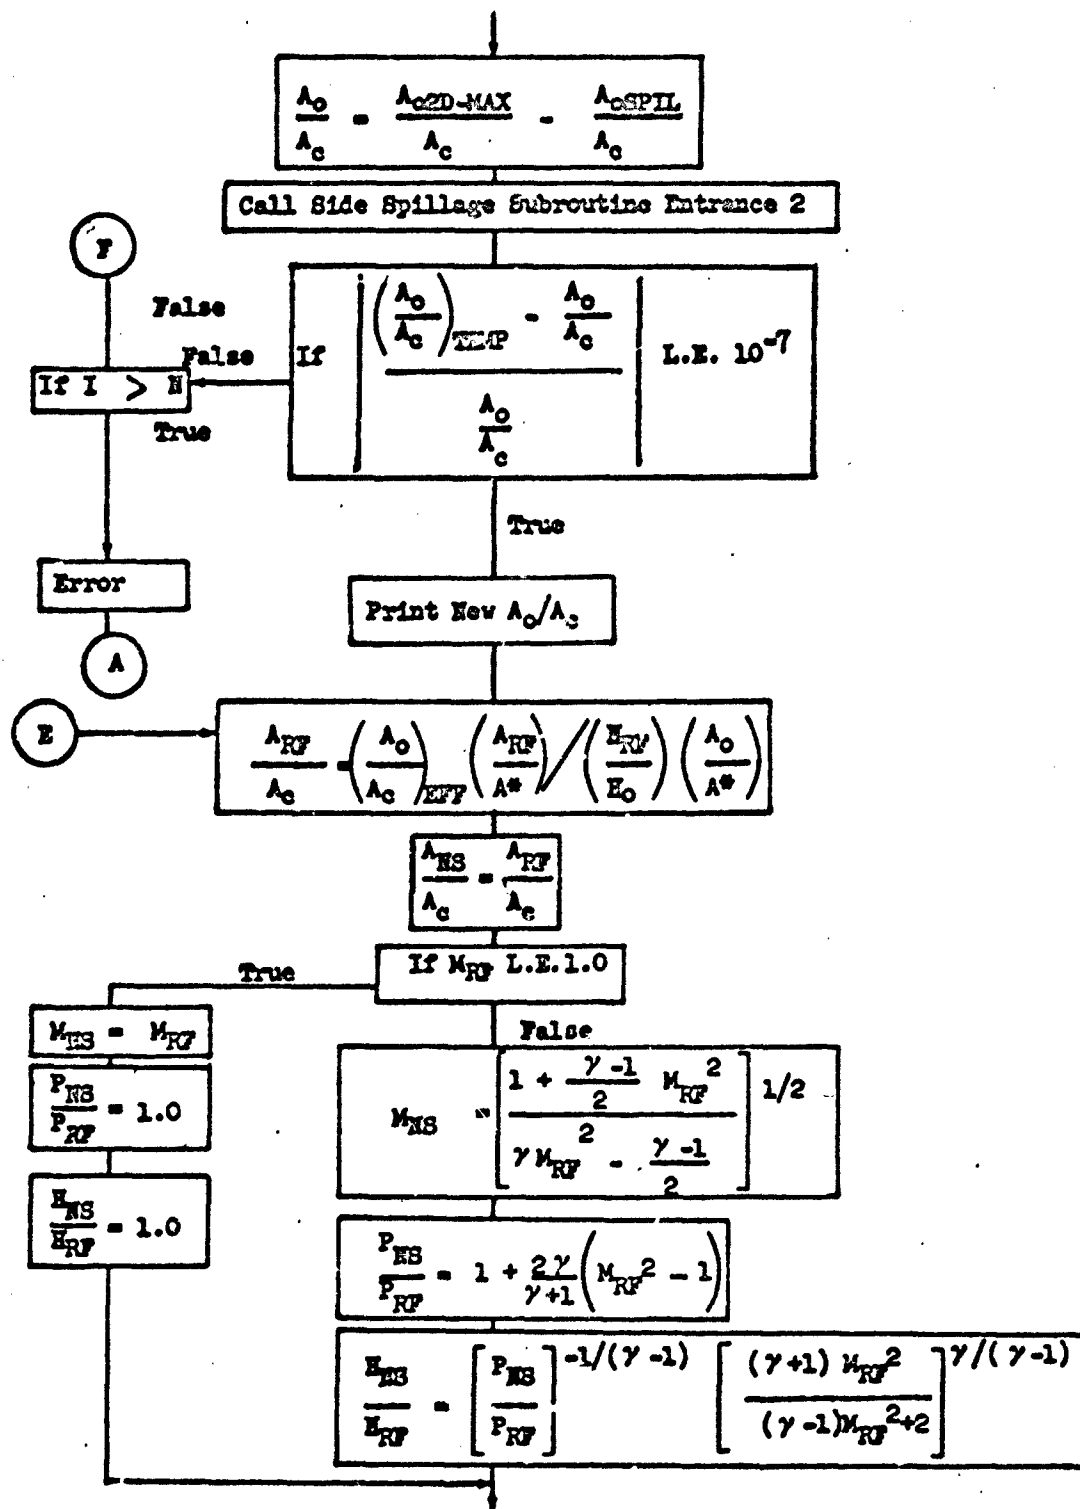 A_o/A_c = A_o2D-MAX/A_c - A_oSPIL/A_c
Call Side Spillage Subroutine Entrance 2
F
False
False
If | ((A_o/A_c)_TEMP - A_o/A_c) / (A_o/A_c) | L.E. 10^-7
If I > N
True
True
Error
Print New A_o/A_c
A
E
A_RF/A_c = (A_o/A_c)_EFF (A_RF/A*) / (H_RF/H_o) (A_o/A*)
A_NS/A_c = A_RF/A_c
If M_RF L.E.1.0
True
False
M_NS = M_RF
P_NS/P_RF = 1.0
H_NS/H_RF = 1.0
M_NS = [ (1 + (γ-1)/2 M_RF^2) / (γ M_RF^2 - (γ-1)/2) ]^1/2
P_NS/P_RF = 1 + 2γ/(γ+1) (M_RF^2 - 1)
H_NS/H_RF = [P_NS/P_RF]^-1/(γ-1) [ (γ+1) M_RF^2 / ((γ-1)M_RF^2+2) ]^γ/(γ-1)